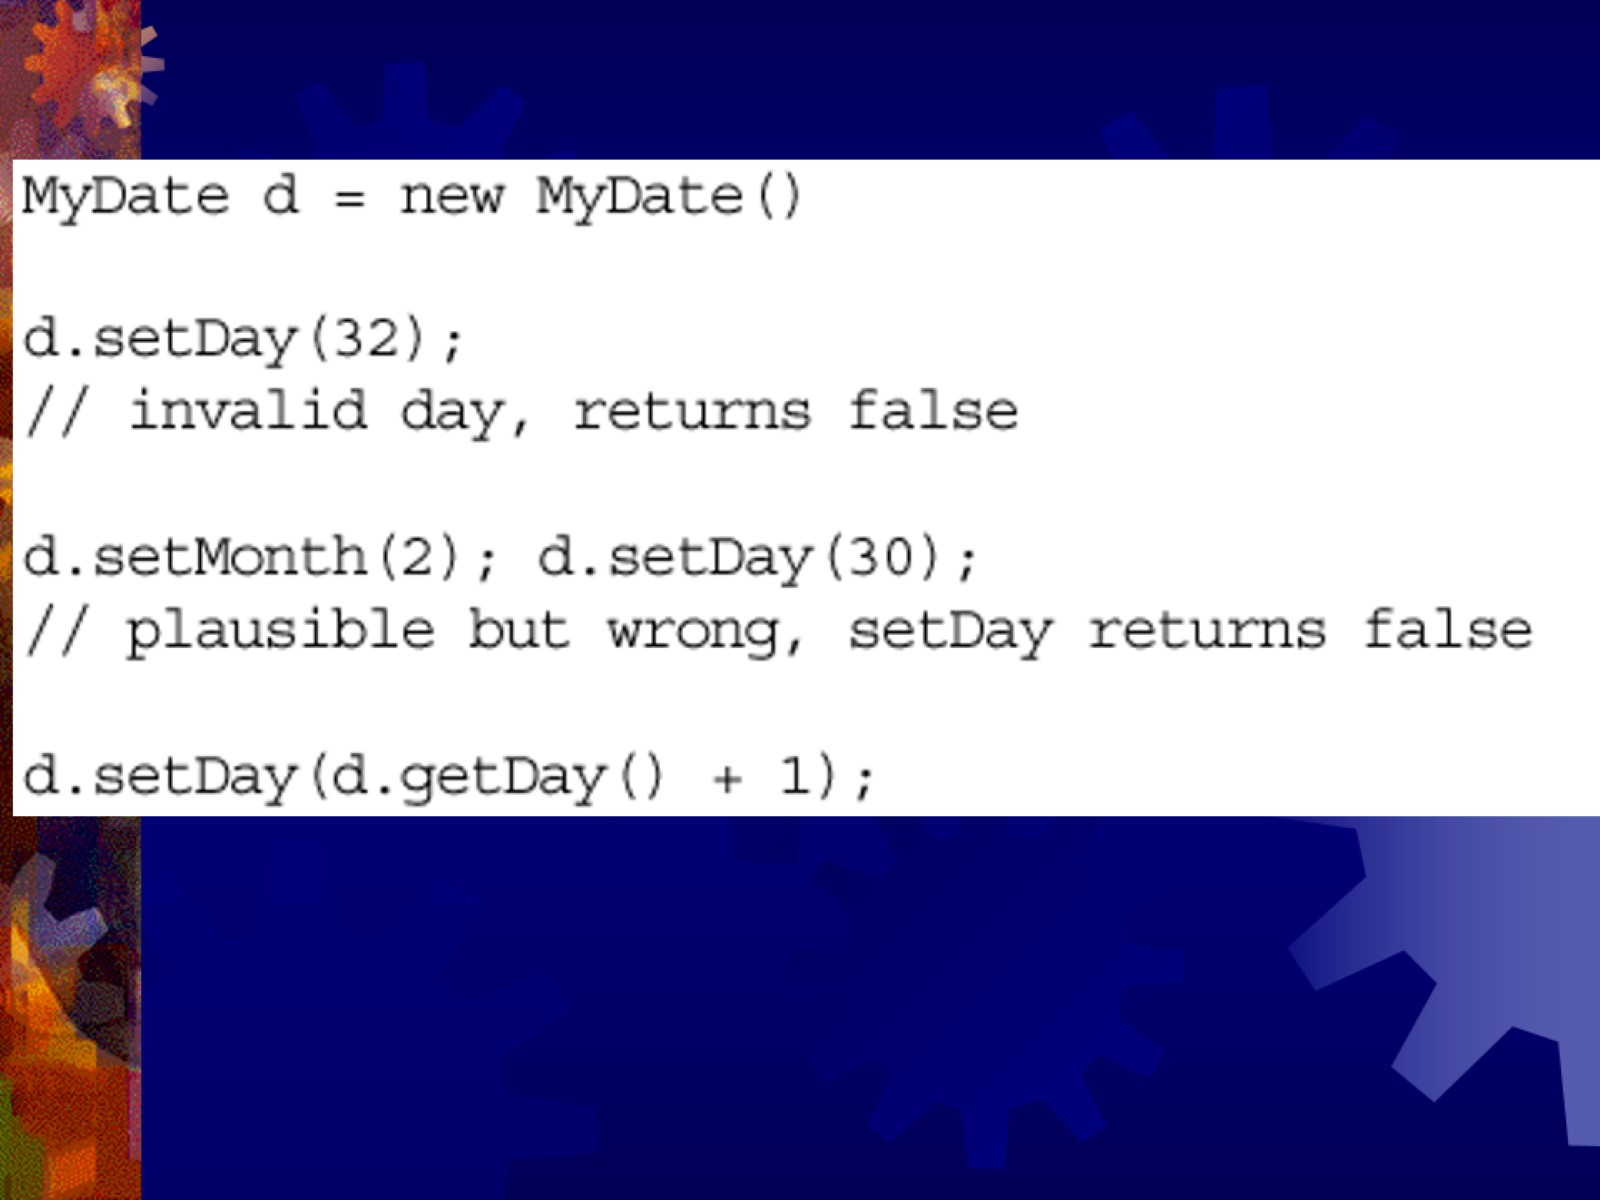 MyDate d = new MyDate()
d.setDay(32);
// invalid day, returns false
d.setMonth(2); d.setDay(30);
// plausible but wrong, setDay returns false
d.setDay(d.getDay() + 1);